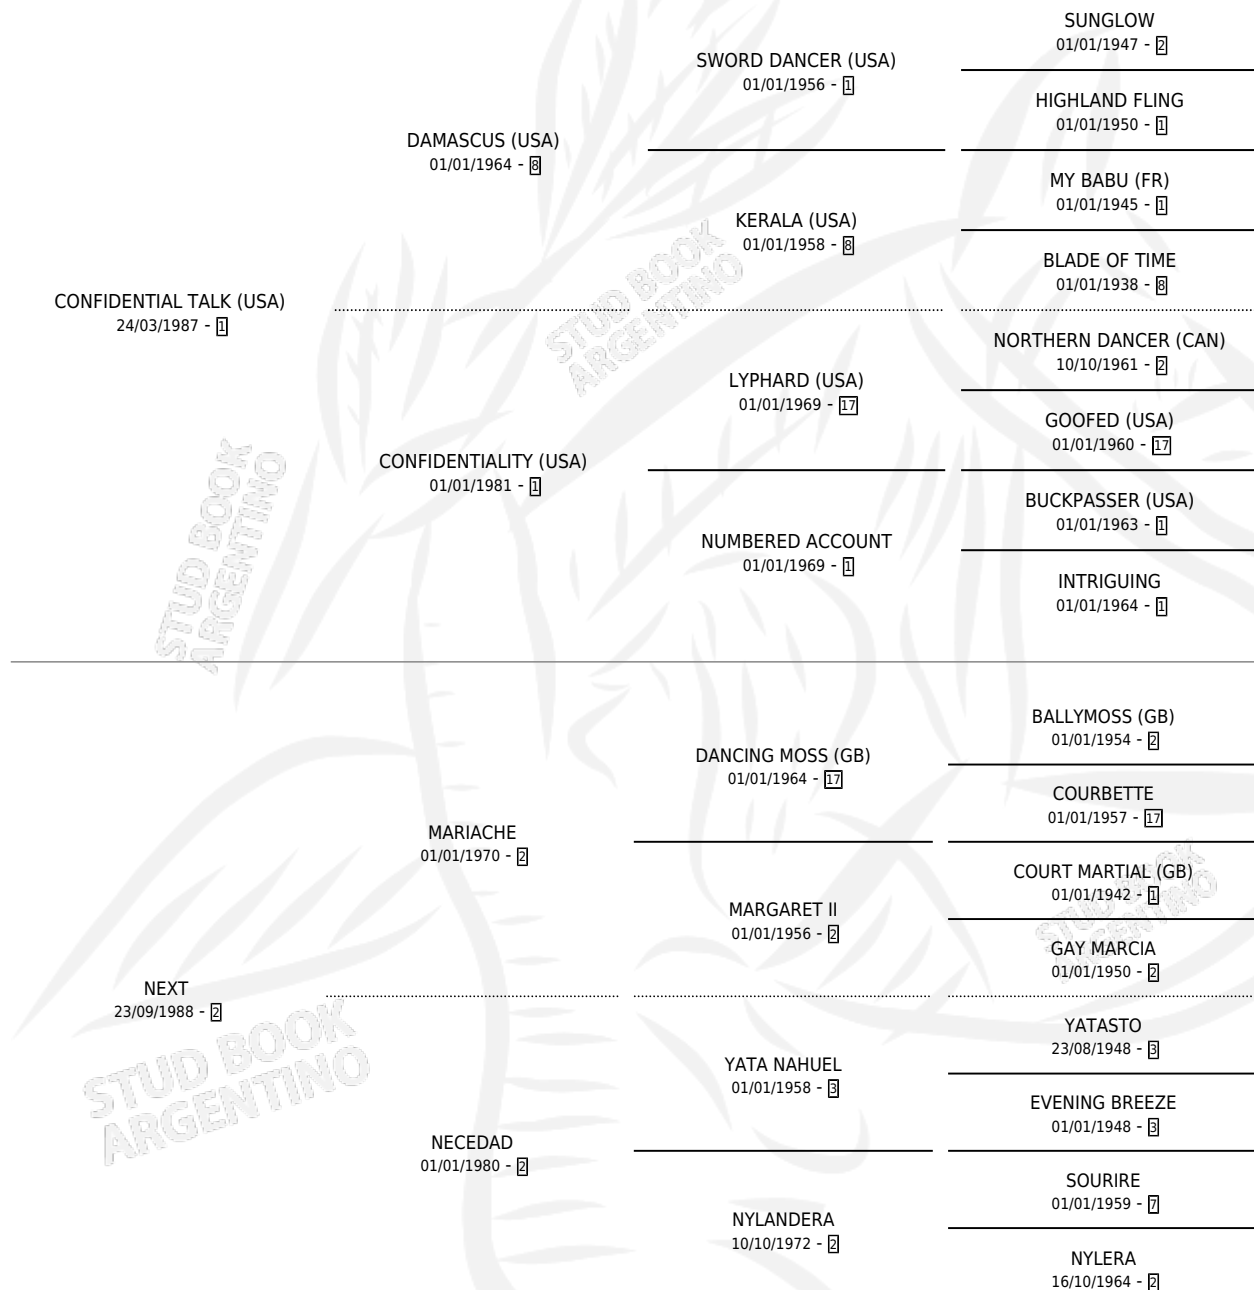 SUNGLOW
01/01/1947 - 2
SWORD DANCER (USA)
01/01/1956 - 1
HIGHLAND FLING
01/01/1950 - 1
DAMASCUS (USA)
01/01/1964 - 8
MY BABU (FR)
01/01/1945 - 1
KERALA (USA)
01/01/1958 - 8
BLADE OF TIME
01/01/1938 - 8
CONFIDENTIAL TALK (USA)
24/03/1987 - 1
NORTHERN DANCER (CAN)
10/10/1961 - 2
LYPHARD (USA)
01/01/1969 - 17
GOOFED (USA)
01/01/1960 - 17
CONFIDENTIALITY (USA)
01/01/1981 - 1
BUCKPASSER (USA)
01/01/1963 - 1
NUMBERED ACCOUNT
01/01/1969 - 1
INTRIGUING
01/01/1964 - 1
BALLYMOSS (GB)
01/01/1954 - 2
DANCING MOSS (GB)
01/01/1964 - 17
COURBETTE
01/01/1957 - 17
MARIACHE
01/01/1970 - 2
COURT MARTIAL (GB)
01/01/1942 - 1
MARGARET II
01/01/1956 - 2
GAY MARCIA
01/01/1950 - 2
NEXT
23/09/1988 - 2
YATASTO
23/08/1948 - 3
YATA NAHUEL
01/01/1958 - 3
EVENING BREEZE
01/01/1948 - 3
NECEDAD
01/01/1980 - 2
SOURIRE
01/01/1959 - 7
NYLANDERA
10/10/1972 - 2
NYLERA
16/10/1964 - 2
STUD BOOK
ARGENTINO
STUD BOOK
ARGENTINO
STUD BOOK
ARGENTINO
STUD BOOK
ARGENTINO